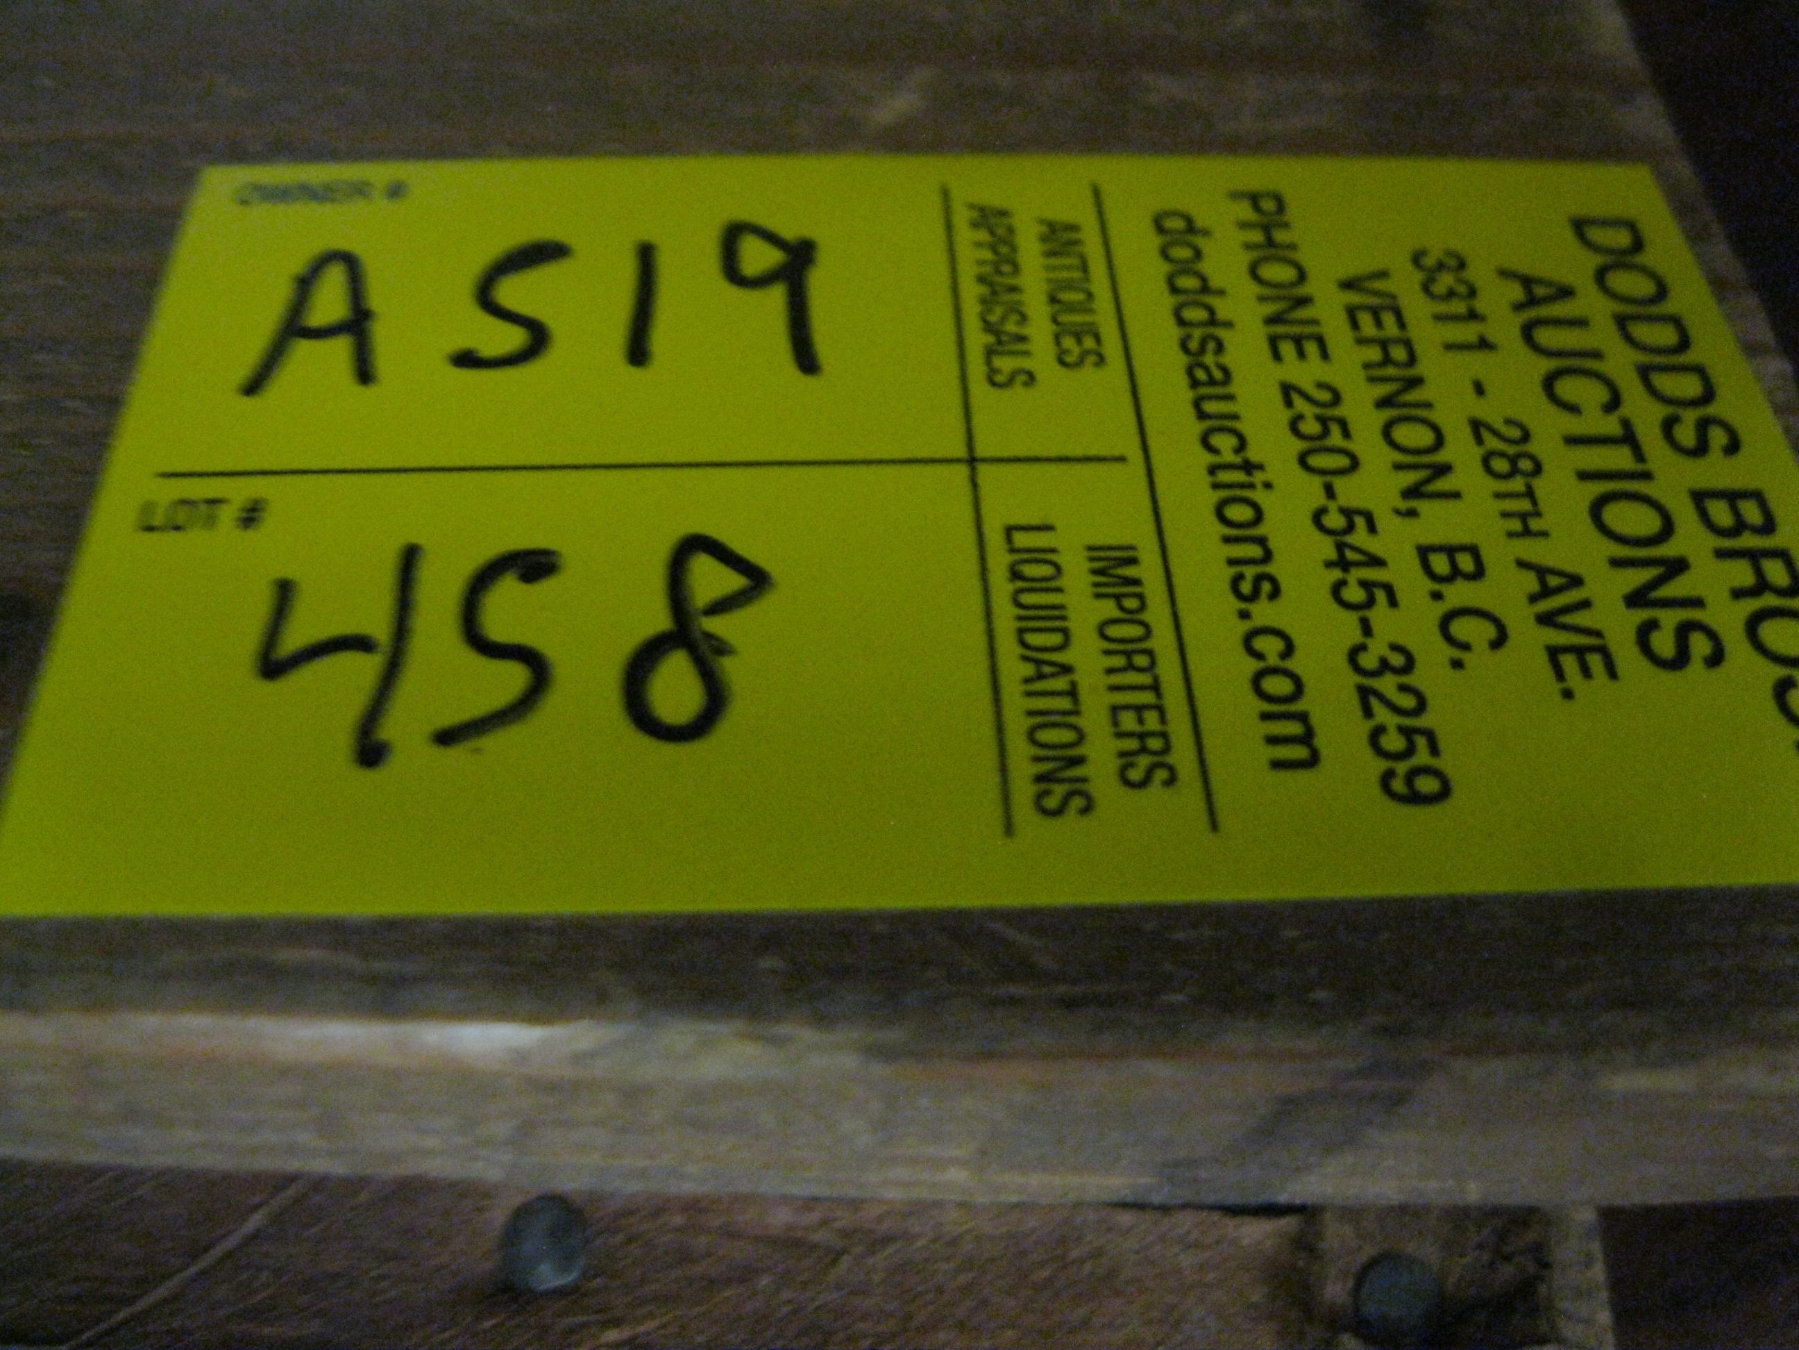 DODDS BROS.
AUCTIONS
3311 - 28TH AVE.
VERNON, B.C.
PHONE 250-545-3259
doddsauctions.com
ANTIQUES
APPRAISALS
IMPORTERS
LIQUIDATIONS
OWNER #
A519
LOT #
458